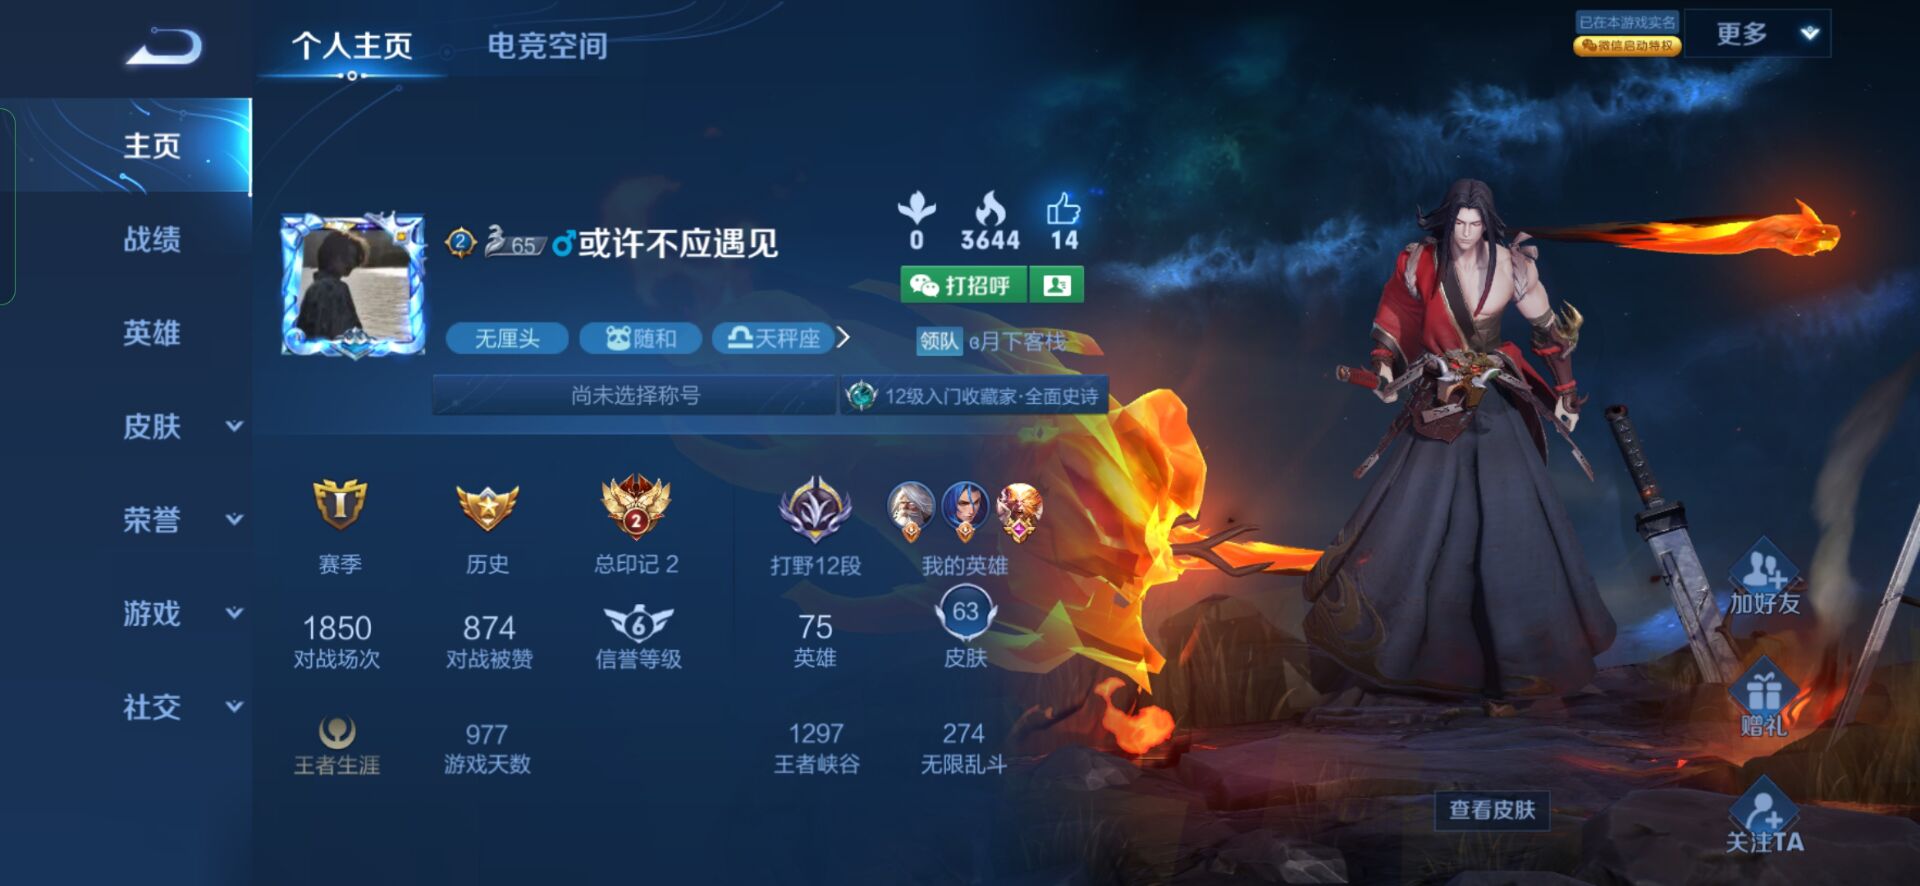 个人主页
电竞空间
已在本游戏实名
微信启动特权
更多
主页
战绩
英雄
皮肤
荣誉
游戏
社交
2
65
或许不应遇见
0
3644
14
打招呼
无厘头
随和
天秤座
领队
ɞ月下客栈
尚未选择称号
12级入门收藏家·全面史诗
I
2
赛季
历史
总印记 2
打野12段
我的英雄
1850
874
6
75
63
对战场次
对战被赞
信誉等级
英雄
皮肤
977
1297
274
王者生涯
游戏天数
王者峡谷
无限乱斗
加好友
赠礼
查看皮肤
关注TA